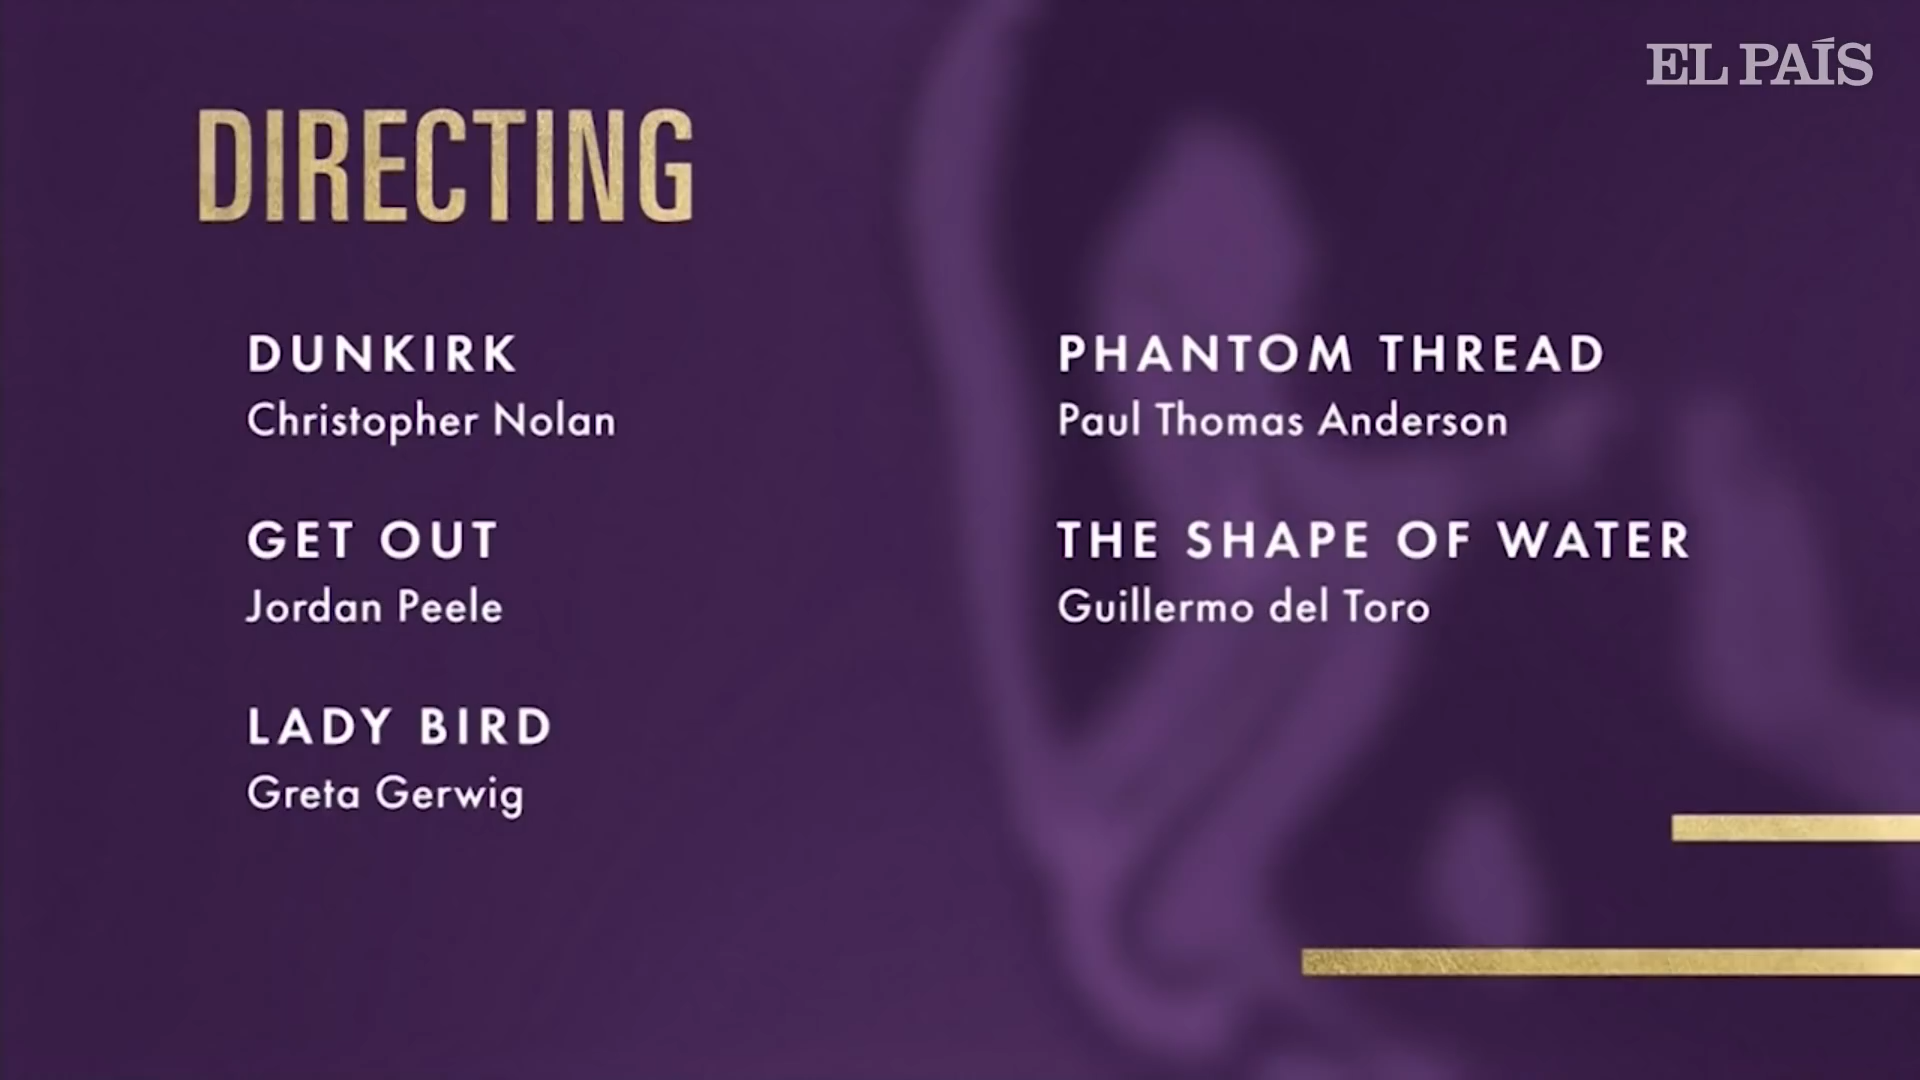 EL PAÍS
DIRECTING
DUNKIRK
Christopher Nolan
GET OUT
Jordan Peele
LADY BIRD
Greta Gerwig
PHANTOM THREAD
Paul Thomas Anderson
THE SHAPE OF WATER
Guillermo del Toro